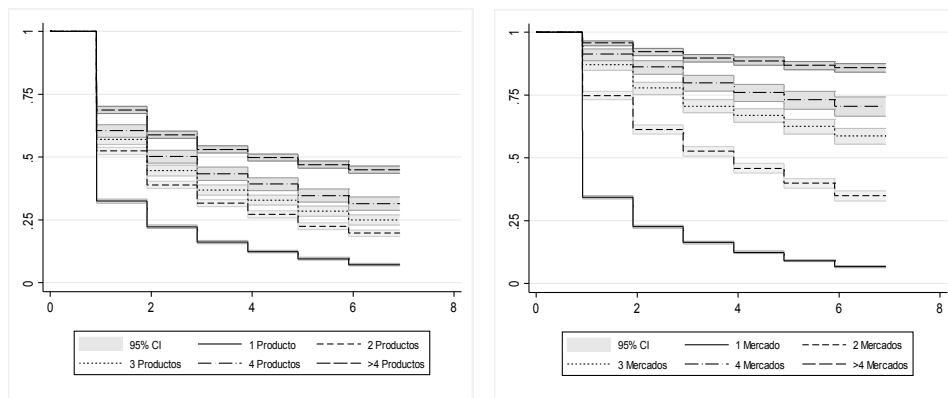 1
.75
.5
.25
0
0 2 4 6 8
95% CI 1 Producto 2 Productos
3 Productos 4 Productos >4 Productos
1
.75
.5
.25
0
0 2 4 6 8
95% CI 1 Mercado 2 Mercados
3 Mercados 4 Mercados >4 Mercados